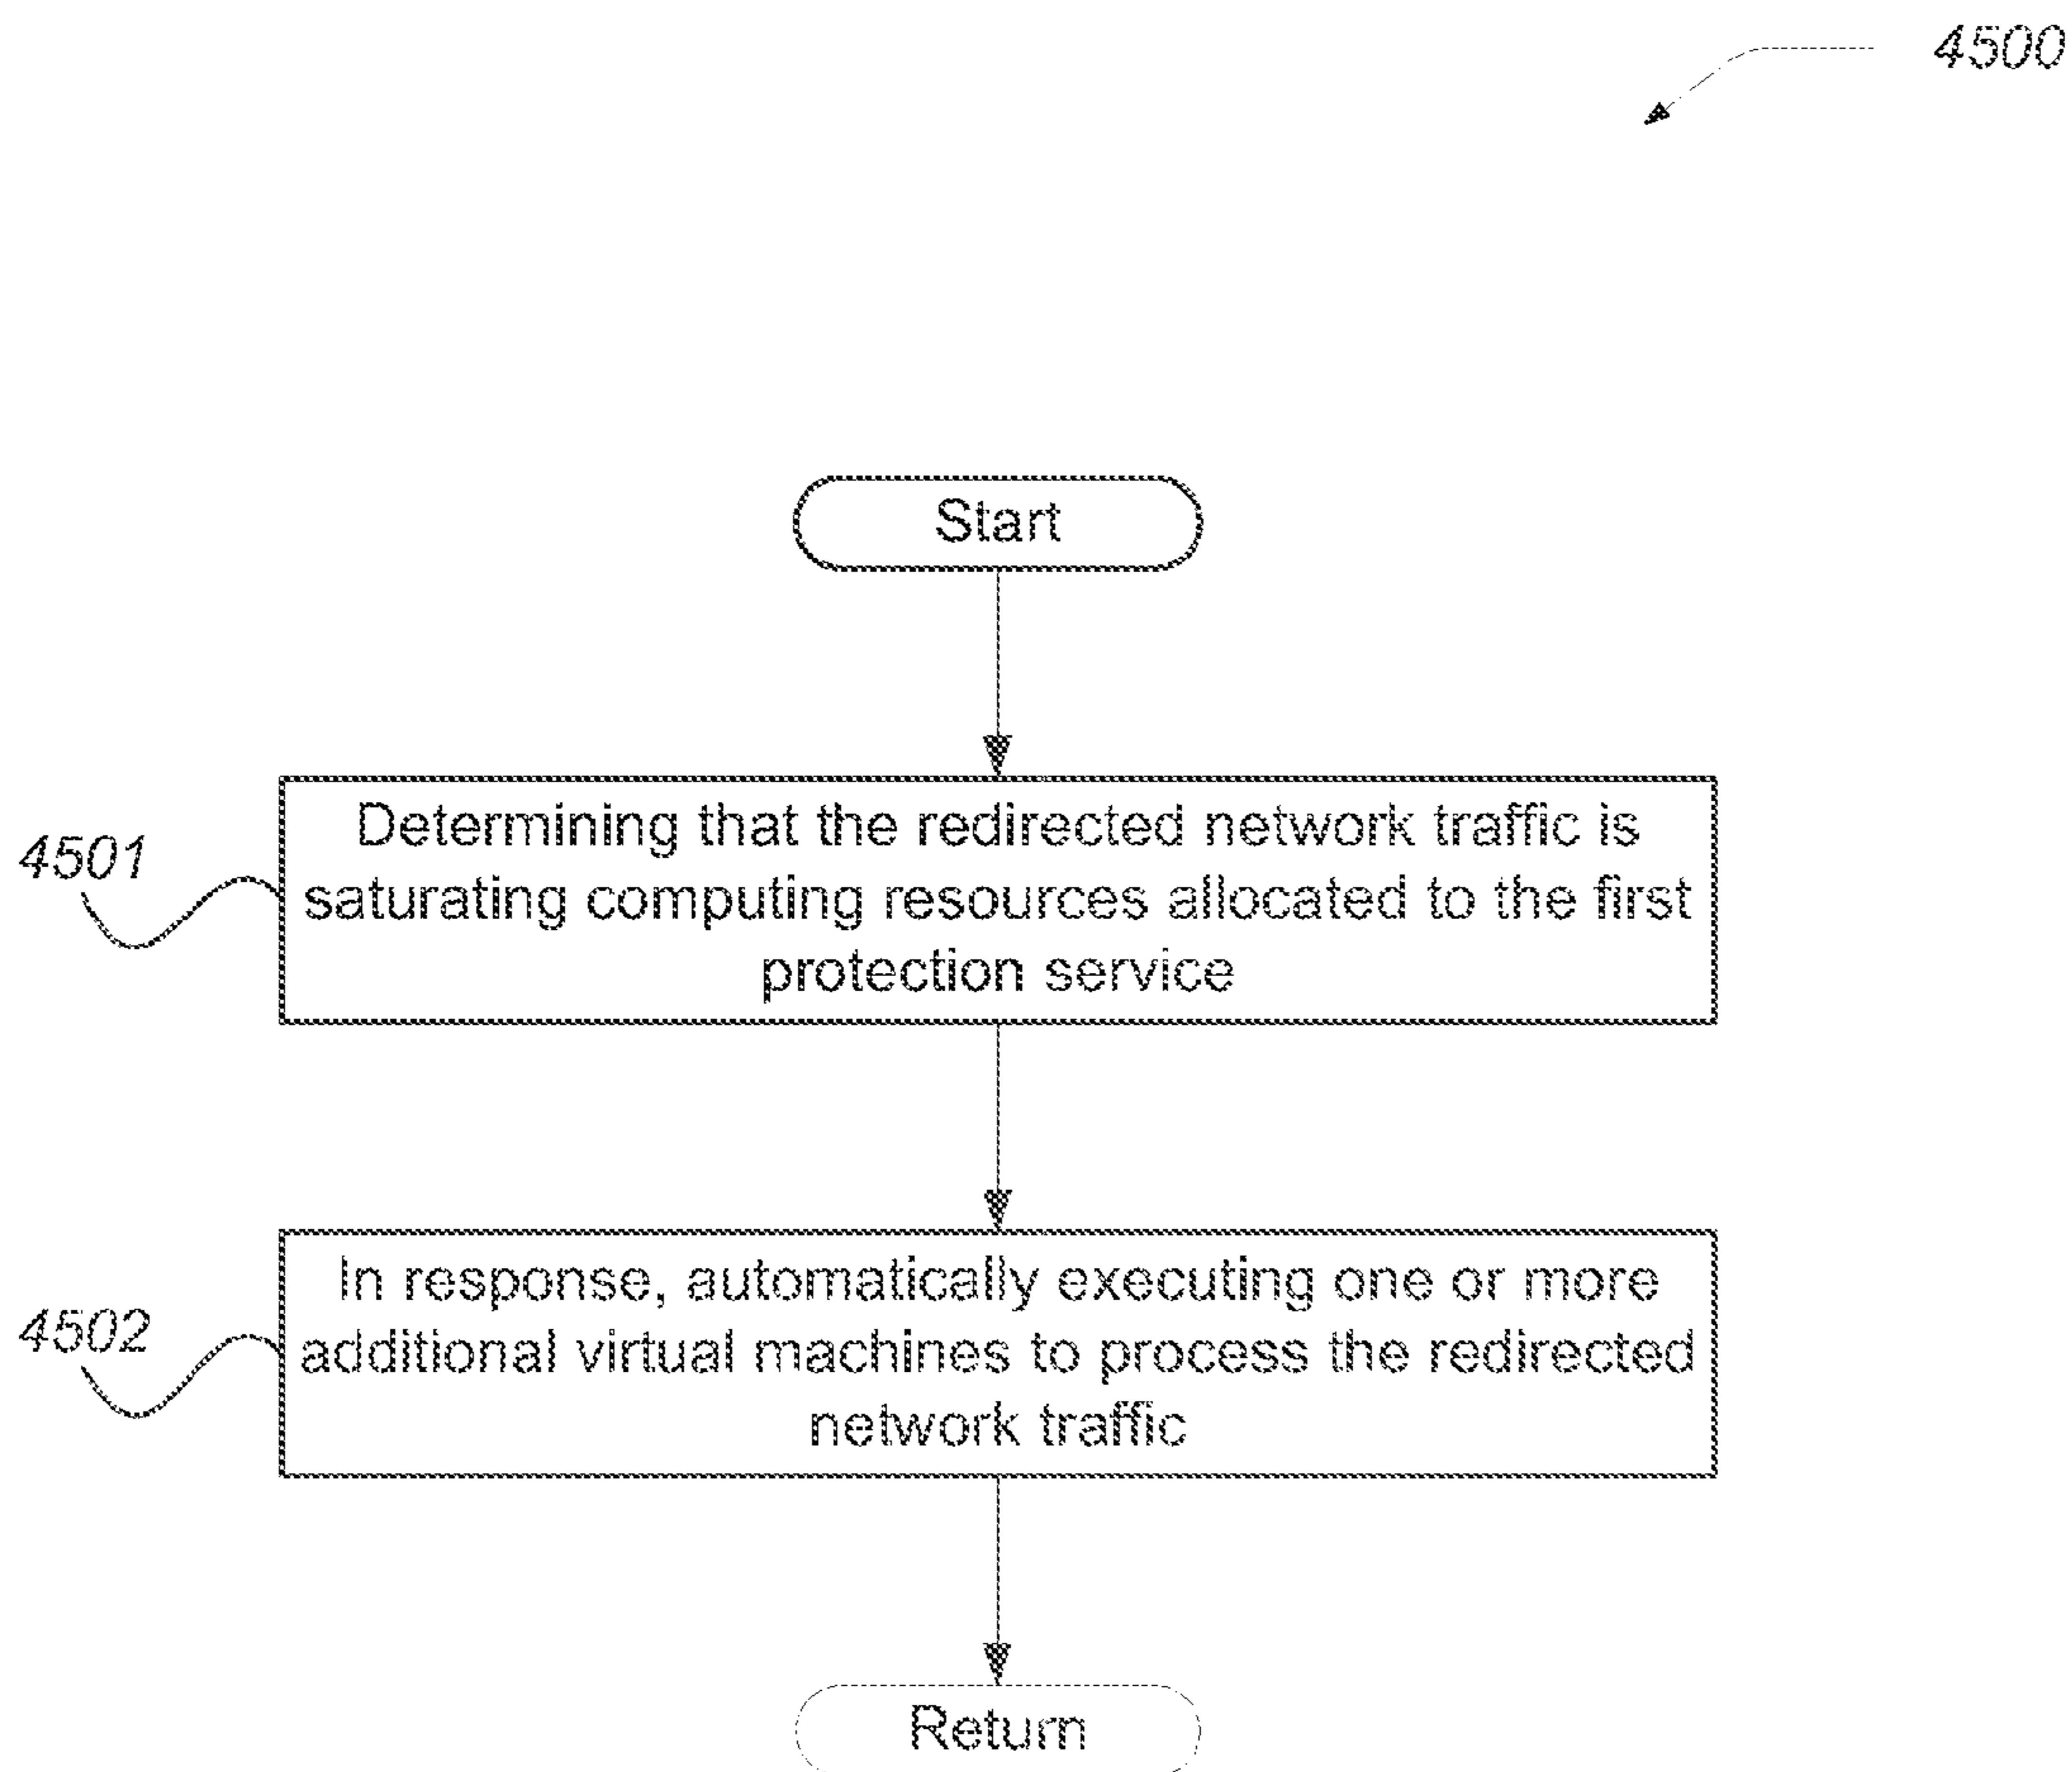 4500
Start
4501
Determining that the redirected network traffic is
saturating computing resources allocated to the first
protection service
4502
In response, automatically executing one or more
additional virtual machines to process the redirected
network traffic
Return